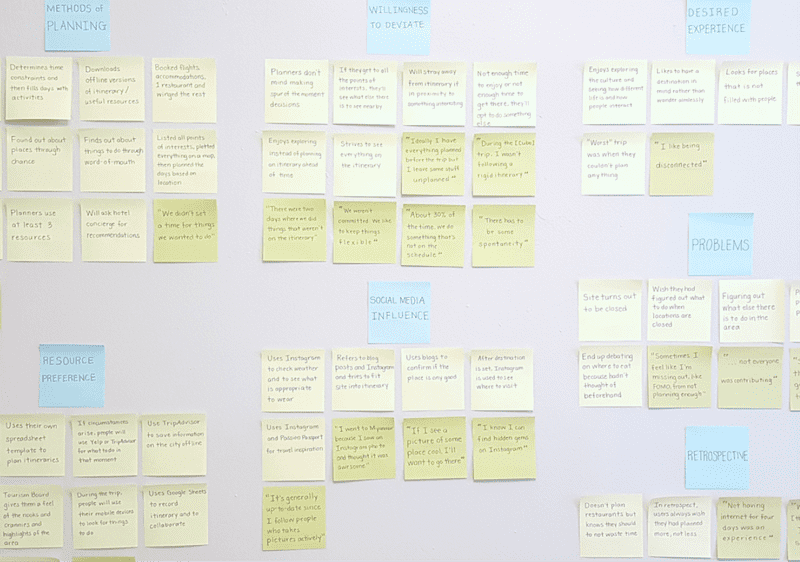 METHODS of
PLANNING
Determines time
constraints and
then fills days with
activities
Downloads
offline versions
of itinerary /
useful resources
Booked flights,
accommodations,
1 restaurant and
winged the rest
Found out about
places through
chance
Finds out about
things to do through
word-of-mouth
Listed all points
of interests, plotted
everything on a map,
then planned the
days based on
location
Planners use
at least 3
resources
Will ask hotel
concierge for
recommendations
"We didn't set
a time for things
we wanted to do"
RESOURCE
PREFERENCE
Uses their own
spreadsheet
template to
plan itineraries
If circumstances
arise, people will
use Yelp or TripAdvisor
for what to do in
that moment
Use TripAdvisor
to save information
on the city offline
Tourism Board
gives them a feel
of the nooks and
crannies and
highlights of the
area
During the trip,
people will use
their mobile devices
to look for things
to do
Uses Google Sheets
to record
itinerary and to
collaborate
WILLINGNESS
TO DEVIATE
Planners don't
mind making
spur of the moment
decisions
If they get to all
the points of
interests, they'll
see what else there
is to see nearby
Will stray away
from itinerary if
in proximity to
something interesting
Not enough time
to enjoy or not
enough time to
get there, they'll
opt to do something
else
Enjoys exploring
instead of planning
an itinerary ahead
of time
Strives to see
everything on
the itinerary
"Ideally I have
everything planned
before the trip but
I leave some stuff
unplanned"
"During the [Cuba]
trip, I wasn't
following a
rigid itinerary"
"There were two
days where we did
things that weren't
on the itinerary"
"We weren't
committed. We like
to keep things
flexible"
"About 30% of
the time, we do
something that's
not on the
schedule"
"There has to
be some
spontaneity"
SOCIAL MEDIA
INFLUENCE
Uses Instagram
to check weather
and to see what
is appropriate
to wear
Refers to blog
posts and Instagram
and tries to fit
site into itinerary
Uses blogs to
confirm if the
place is any good
After destination
is set, Instagram
is used to see
where to visit
Uses Instagram
and Passion Passport
for travel inspiration
"I want to Myanmar
because I saw an
Instagram photo
and thought it was
awesome"
"If I see a
picture of some
place cool, I'll
want to go there"
"I know I can
find hidden gems
on Instagram"
"It's generally
up-to-date since
I follow people
who takes
pictures actively"
DESIRED
EXPERIENCE
Enjoys exploring
the culture and
seeing how different
life is and how
people interact
Likes to have a
destination in
mind rather than
wander aimlessly
Looks for places
that is not
filled with people
"Worst" trip
was when they
couldn't plan
anything
"I like being
disconnected"
PROBLEMS
Site turns out
to be closed
Wish they had
figured out what
to do when
locations are
closed
Figuring out
what else there
is to do in the
area
End up debating
on where to eat
because hadn't
thought of
beforehand
"Sometimes I
feel like I'm
missing out, like
FOMO, from not
planning enough"
"... not everyone
was contributing"
RETROSPECTIVE
Doesn't plan
restaurants but
knows they should
to not waste time
In retrospect,
users always wish
they had planned
more, not less
"Not having
internet for four
days was an
experience"